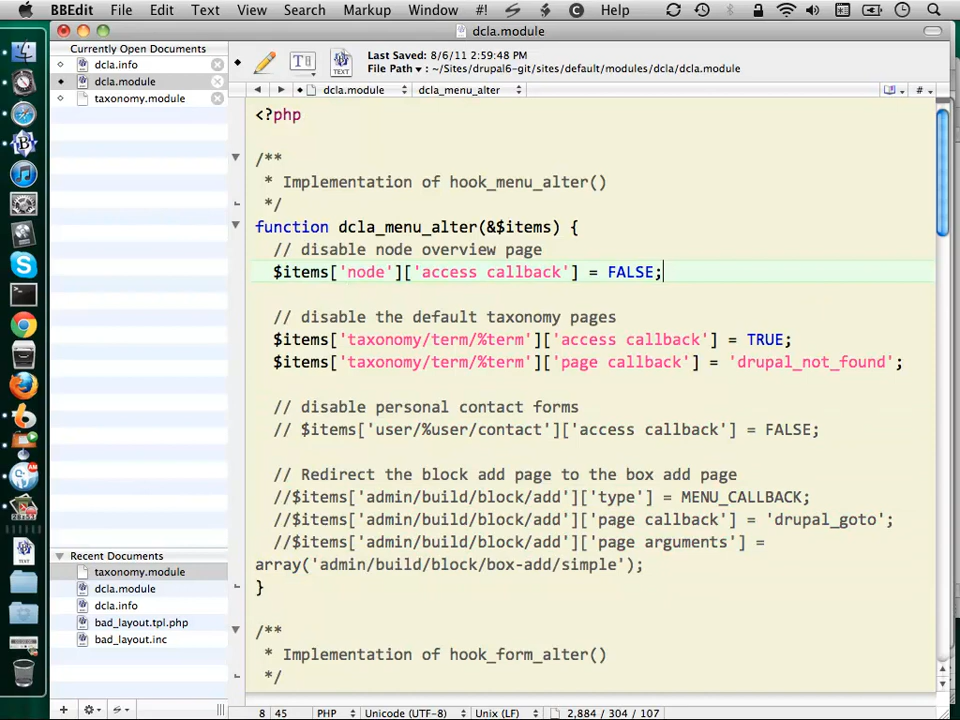 BBEdit File Edit Text View Search Markup Window #! Help
dcla.module
Currently Open Documents
dcla.info
dcla.module
taxonomy.module
Last Saved: 8/6/11 2:59:48 PM
File Path ▾ : ~/Sites/drupal6-git/sites/default/modules/dcla/dcla.module
TEXT
dcla.module dcla_menu_alter
<?php
/**
 * Implementation of hook_menu_alter()
 */
function dcla_menu_alter(&$items) {
  // disable node overview page
  $items['node']['access callback'] = FALSE;
  // disable the default taxonomy pages
  $items['taxonomy/term/%term']['access callback'] = TRUE;
  $items['taxonomy/term/%term']['page callback'] = 'drupal_not_found';
  // disable personal contact forms
  // $items['user/%user/contact']['access callback'] = FALSE;
  // Redirect the block add page to the box add page
  //$items['admin/build/block/add']['type'] = MENU_CALLBACK;
  //$items['admin/build/block/add']['page callback'] = 'drupal_goto';
  //$items['admin/build/block/add']['page arguments'] =
array('admin/build/block/box-add/simple');
}
/**
 * Implementation of hook_form_alter()
 */
Recent Documents
taxonomy.module
dcla.module
dcla.info
bad_layout.tpl.php
bad_layout.inc
8 45 PHP Unicode (UTF-8) Unix (LF) 2,884 / 304 / 107